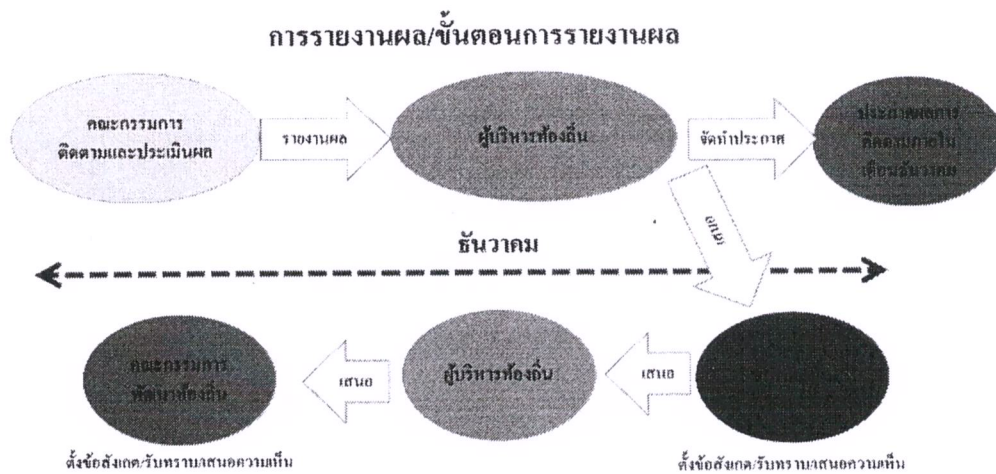 การรายงานผล/ขั้นตอนการรายงานผล
คณะกรรมการ
ติดตามและประเมินผล
รายงานผล
ผู้บริหารท้องถิ่น
จัดทำประกาศ
ประกาศผลการ
ติดตามภายใน
เดือนธันวาคม
เสนอ
ธันวาคม
คณะกรรมการ
พัฒนาท้องถิ่น
เสนอ
ผู้บริหารท้องถิ่น
เสนอ
ตั้งข้อสังเกต/รับทราบ/เสนอความเห็น
ตั้งข้อสังเกต/รับทราบ/เสนอความเห็น